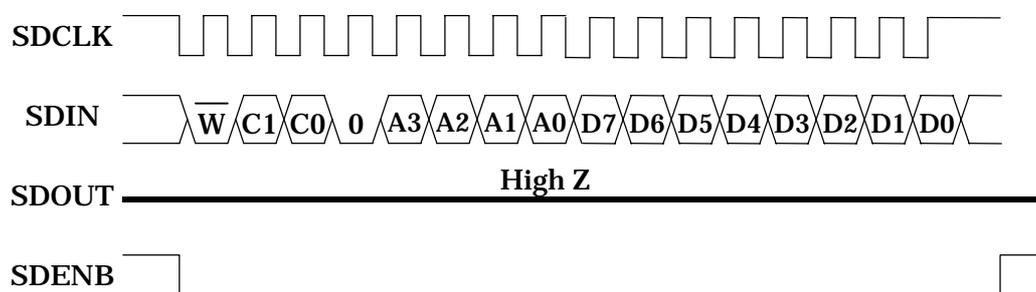 SDCLK
SDIN W̅ C1 C0 0 A3 A2 A1 A0 D7 D6 D5 D4 D3 D2 D1 D0
High Z
SDOUT
SDENB